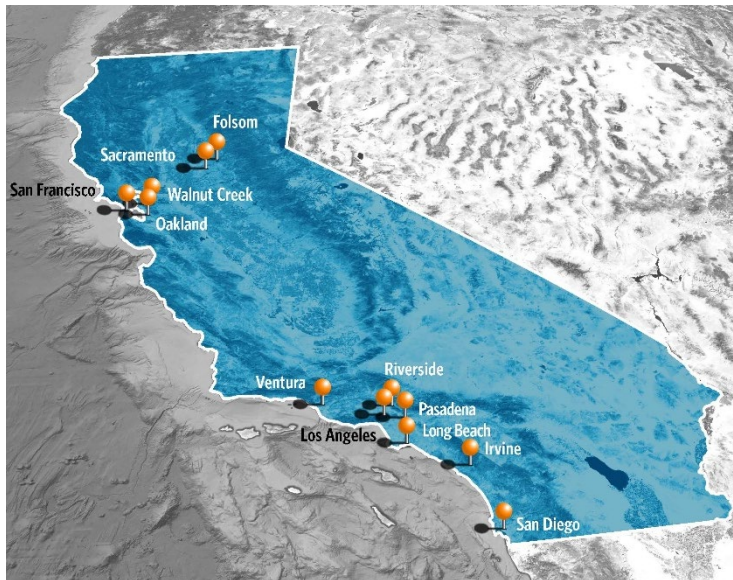 Folsom
Sacramento
San Francisco
Walnut Creek
Oakland
Ventura
Riverside
Pasadena
Los Angeles
Long Beach
Irvine
San Diego